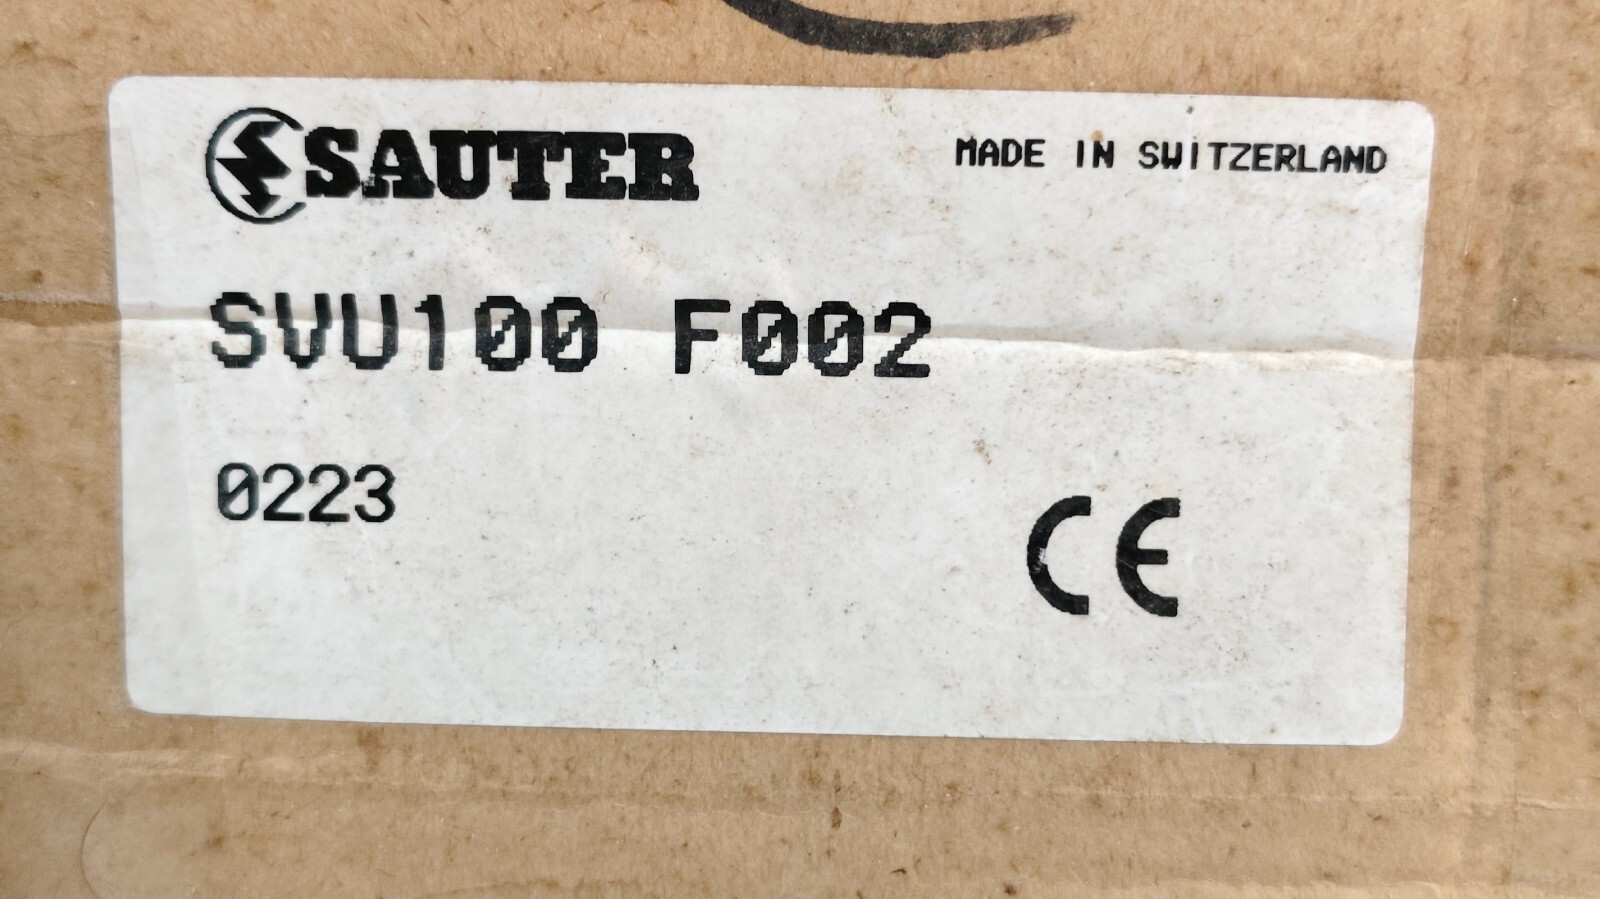 SAUTER
MADE IN SWITZERLAND
SVU100 F002
0223
CE